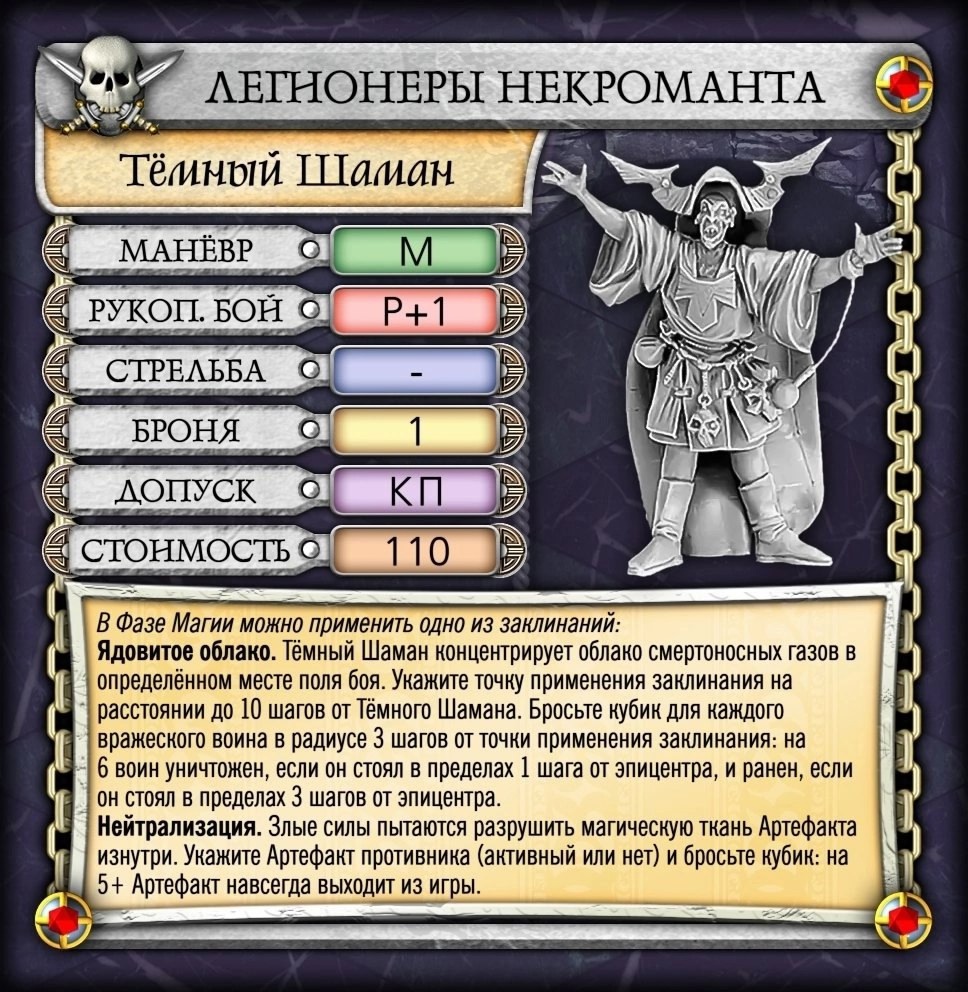 ЛЕГИОНЕРЫ НЕКРОМАНТА
Тёмный Шаман
МАНЁВР М
РУКОП. БОЙ Р+1
СТРЕЛЬБА -
БРОНЯ 1
ДОПУСК КП
СТОИМОСТЬ 110
В Фазе Магии можно применить одно из заклинаний:
Ядовитое облако. Тёмный Шаман концентрирует облако смертоносных газов в
определённом месте поля боя. Укажите точку применения заклинания на
расстоянии до 10 шагов от Тёмного Шамана. Бросьте кубик для каждого
вражеского воина в радиусе 3 шагов от точки применения заклинания: на
6 воин уничтожен, если он стоял в пределах 1 шага от эпицентра, и ранен, если
он стоял в пределах 3 шагов от эпицентра.
Нейтрализация. Злые силы пытаются разрушить магическую ткань Артефакта
изнутри. Укажите Артефакт противника (активный или нет) и бросьте кубик: на
5+ Артефакт навсегда выходит из игры.